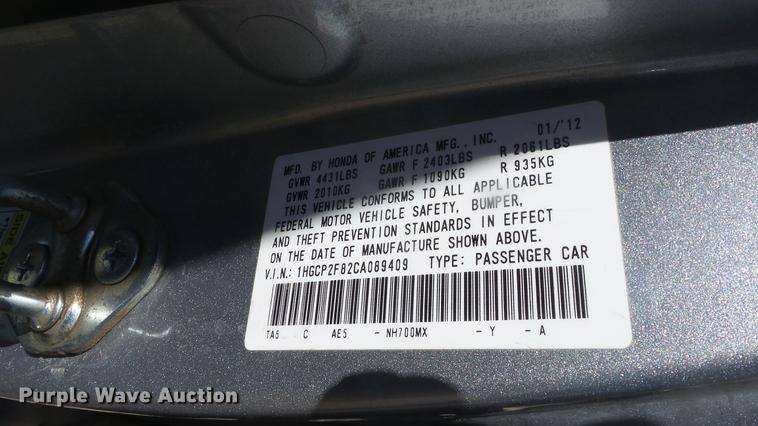 MFD. BY HONDA OF AMERICA MFG., INC. 01/'12
GVWR 4431LBS GAWR F 2403LBS R 2061LBS
GVWR 2010KG GAWR F 1090KG R 935KG
THIS VEHICLE CONFORMS TO ALL APPLICABLE
FEDERAL MOTOR VEHICLE SAFETY, BUMPER,
AND THEFT PREVENTION STANDARDS IN EFFECT
ON THE DATE OF MANUFACTURE SHOWN ABOVE.
V.I.N.: 1HGCP2F82CA089409 TYPE: PASSENGER CAR
TA5 C AE5 - NH700MX - Y - A
SIDE
Purple Wave Auction